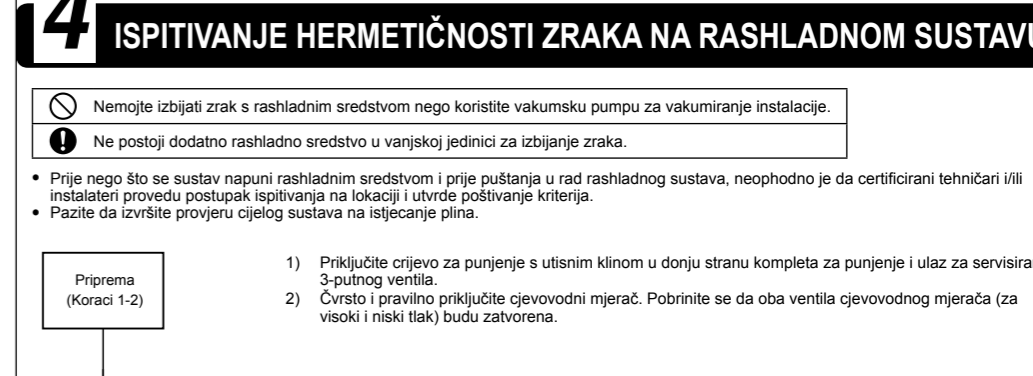 4
ISPITIVANJE HERMETIČNOSTI ZRAKA NA RASHLADNOM SUSTAVU
Nemojte izbijati zrak s rashladnim sredstvom nego koristite vakumsku pumpu za vakumiranje instalacije.
Ne postoji dodatno rashladno sredstvo u vanjskoj jedinici za izbijanje zraka.
• Prije nego što se sustav napuni rashladnim sredstvom i prije puštanja u rad rashladnog sustava, neophodno je da certificirani tehničari i/ili
instalateri provedu postupak ispitivanja na lokaciji i utvrde poštivanje kriterija.
• Pazite da izvršite provjeru cijelog sustava na istjecanje plina.
Priprema
(Koraci 1-2)
1) Priključite crijevo za punjenje s utisnim klinom u donju stranu kompleta za punjenje i ulaz za
3-putnog ventila.
2) Čvrsto i pravilno priključite cjevovodni mjerač. Pobrinite se da oba ventila cjevovodnog mjerača (za
visoki i niski tlak) budu zatvorena.